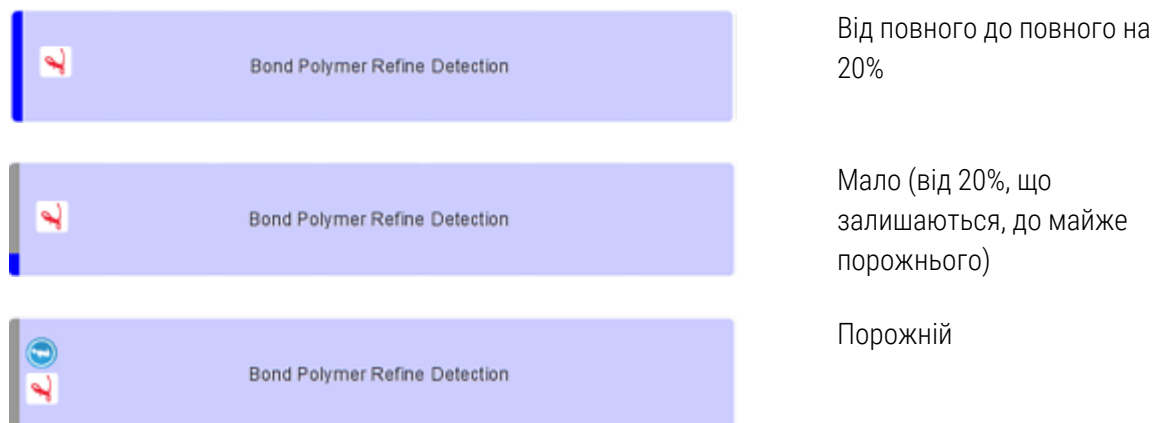 Bond Polymer Refine Detection
Від повного до повного на
20%
Bond Polymer Refine Detection
Мало (від 20%, що
залишаються, до майже
порожнього)
Bond Polymer Refine Detection
Порожній